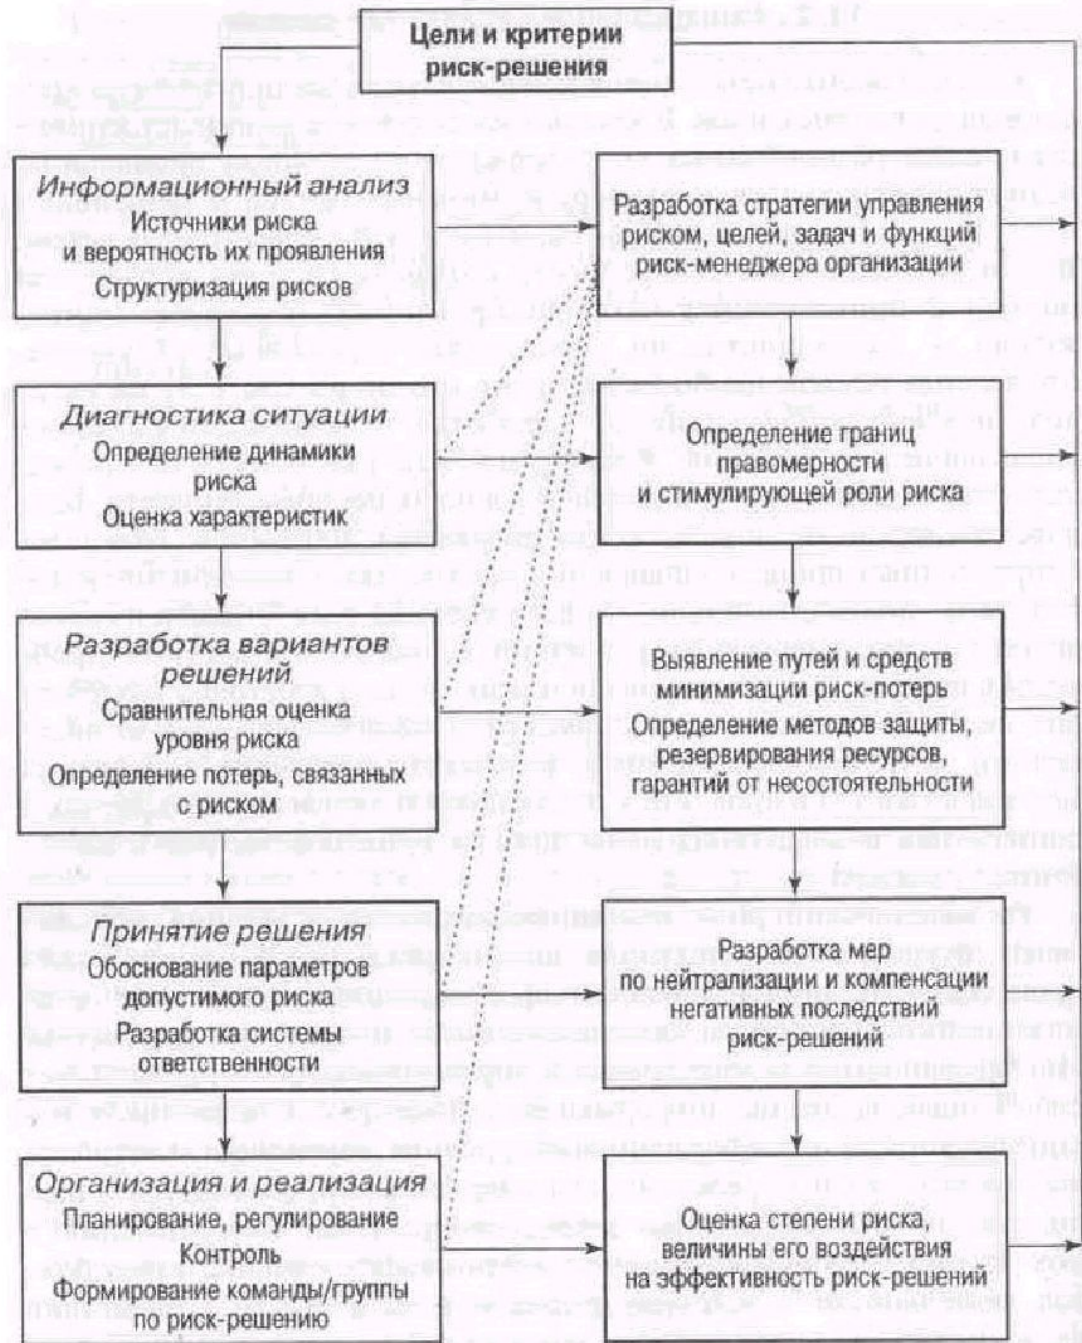 Цели и критерии
риск-решения
Информационный анализ
Источники риска
и вероятность их проявления
Структуризация рисков
Разработка стратегии управления
риском, целей, задач и функций
риск-менеджера организации
Диагностика ситуации
Определение динамики
риска
Оценка характеристик
Определение границ
правомерности
и стимулирующей роли риска
Разработка вариантов
решений
Сравнительная оценка
уровня риска
Определение потерь, связанных
с риском
Выявление путей и средств
минимизации риск-потерь
Определение методов защиты,
резервирования ресурсов,
гарантий от несостоятельности
Принятие решения
Обоснование параметров
допустимого риска
Разработка системы
ответственности
Разработка мер
по нейтрализации и компенсации
негативных последствий
риск-решений
Организация и реализация
Планирование, регулирование
Контроль
Формирование команды/группы
по риск-решению
Оценка степени риска,
величины его воздействия
на эффективность риск-решений